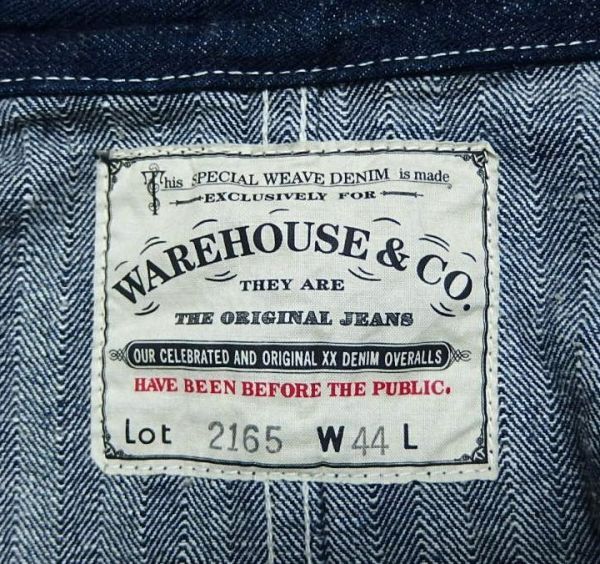 This SPECIAL WEAVE DENIM is made
EXCLUSIVELY FOR
WAREHOUSE & CO.
THEY ARE
THE ORIGINAL JEANS
OUR CELEBRATED AND ORIGINAL XX DENIM OVERALLS
HAVE BEEN BEFORE THE PUBLIC.
Lot 2165 W 44 L